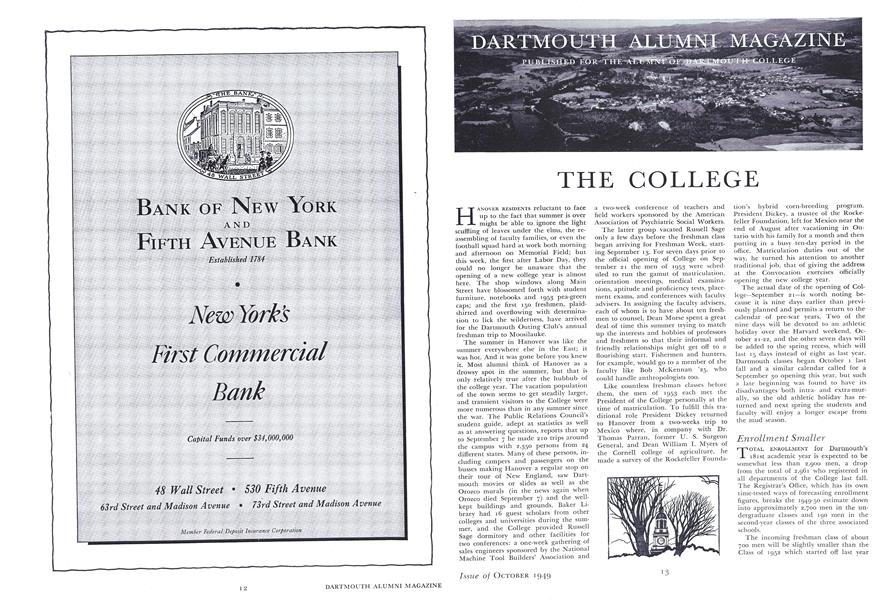 THE BANK
48 WALL STREET
BANK OF NEW YORK
AND
FIFTH AVENUE BANK
Established 1784
•
New York's
First Commercial
Bank
Capital Funds over $34,000,000
48 Wall Street • 530 Fifth Avenue
63rd Street and Madison Avenue • 73rd Street and Madison Avenue
Member Federal Deposit Insurance Corporation
12
DARTMOUTH ALUMNI MAGAZINE
DARTMOUTH ALUMNI MAGAZINE
PUBLISHED FOR THE ALUMNI OF DARTMOUTH COLLEGE
THE COLLEGE
HANOVER RESIDENTS reluctant to face
up to the fact that summer is over
might be able to ignore the light
scuffling of leaves under the elms, the re-
assembling of faculty families, or even the
football squad hard at work both morning
and afternoon on Memorial Field; but
this week, the first after Labor Day, they
could no longer be unaware that the
opening of a new college year is almost
here. The shop windows along Main
Street have blossomed forth with student
furniture, notebooks and 1953 pea-green
caps; and the first 150 freshmen, plaid-
shirted and overflowing with determina-
tion to lick the wilderness, have arrived
for the Dartmouth Outing Club's annual
freshman trip to Moosilauke.
The summer in Hanover was like the
summer everywhere else in the East; it
was hot. And it was gone before you knew
it. Most alumni think of Hanover as a
drowsy spot in the summer, but that is
only relatively true after the hubbub of
the college year. The vacation population
of the town seems to get steadily larger,
and transient visitors to the College were
more numerous than in any summer since
the war. The Public Relations Council's
student guide, adept at statistics as well
as at answering questions, reports that up
to September 7 he made 210 trips around
the campus with 2,350 persons from 24
different states. Many of these persons, in-
cluding campers and passengers on the
busses making Hanover a regular stop on
their tour of New England, saw Dart-
mouth movies or slides as well as the
Orozco murals (in the news again when
Orozco died September 7) and the well-
kept buildings and grounds. Baker Li-
brary had 16 guest scholars from other
colleges and universities during the sum-
mer, and the College provided Russell
Sage dormitory and other facilities for
two conferences: a one-week gathering of
sales engineers sponsored by the National
Machine Tool Builders' Association and
a two-week conference of teachers and
field workers sponsored by the American
Association of Psychiatric Social Workers.
The latter group vacated Russell Sage
only a few days before the freshman class
began arriving for Freshman Week, start-
ing September 13. For seven days prior to
the official opening of College on Sep-
tember 21 the men of 1953 were sched-
uled to run the gamut of matriculation,
orientation meetings, medical examina-
tions, aptitude and proficiency tests, place-
ment exams, and conferences with faculty
advisers. In assigning the faculty advisers,
each of whom is to have about ten fresh-
men to counsel, Dean Morse spent a great
deal of time this summer trying to match
up the interests and hobbies of professors
and freshmen so that their informal and
friendly relationships might get off to a
flourishing start. Fishermen and hunters,
for example, would go to a member of the
faculty like Bob McKennan '25, who
could handle anthropologists too.
Like countless freshman classes before
them, the men of 1953 each met the
President of the College personally at the
time of matriculation. To fulfill this tra-
ditional role President Dickey returned
to Hanover from a two-weeks trip to
Mexico where, in company with Dr.
Thomas Parran, former U. S. Surgeon
General, and Dean William I. Myers of
the Cornell college of agriculture, he
made a survey of the Rockefeller Founda-
tion's hybrid corn-breeding program.
President Dickey, a trustee of the Rocke-
feller Foundation, left for Mexico near the
end of August after vacationing in On-
tario with his family for a month and then
putting in a busy ten-day period in the
office. Matriculation duties out of the
way, he turned his attention to another
traditional job, that of giving the address
at the Convocation exercises officially
opening the new college year.
The actual date of the opening of Col-
lege—September 21—is worth noting be-
cause it is nine days earlier than previ-
ously planned and permits a return to the
calendar of pre-war years. Two of the
nine days will be devoted to an athletic
holiday over the Harvard weekend, Oc-
tober 21-22, and the other seven days will
be added to the spring recess, which will
last 15 days instead of eight as last year.
Dartmouth classes began October 1 last
fall and a similar calendar called for a
September 30 opening this year, but such
a late beginning was found to have its
disadvantages both intra- and extra-mur-
ally, so the old athletic holiday has re-
turned and next spring the students and
faculty will enjoy a longer escape from
the mud season.
Enrollment Smaller
TOTAL ENROLLMENT for Dartmouth's
181st academic year is expected to be
somewhat less than 2,900 men, a drop
from the total of 2,961 who registered in
all departments of the College last fall.
The Registrar's Office, which has its own
time-tested ways of forecasting enrollment
figures, breaks the 1949-50 estimate down
into approximately 2,700 men in the un-
dergraduate classes and 190 men in the
second-year classes of the three associated
schools.
The incoming freshman class of about
700 men will be slightly smaller than the
Class of 1952 which started off last year
Issue of OCTOBER 1949
13